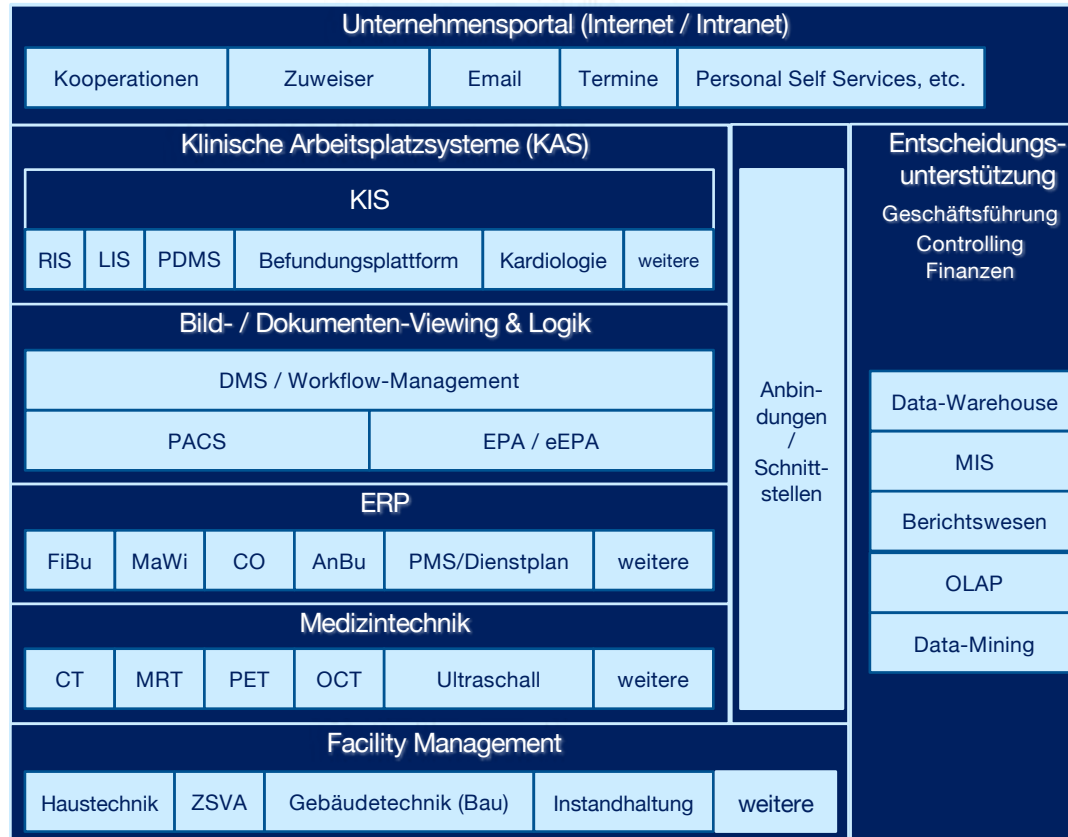 Unternehmensportal (Internet / Intranet)
Kooperationen
Zuweiser
Email
Termine
Personal Self Services, etc.
Klinische Arbeitsplatzsysteme (KAS)
KIS
RIS
LIS
PDMS
Befundungsplattform
Kardiologie
weitere
Bild- / Dokumenten-Viewing & Logik
DMS / Workflow-Management
PACS
EPA / eEPA
ERP
FiBu
MaWi
CO
AnBu
PMS/Dienstplan
weitere
Medizintechnik
CT
MRT
PET
OCT
Ultraschall
weitere
Facility Management
Haustechnik
ZSVA
Gebäudetechnik (Bau)
Instandhaltung
weitere
Anbin-
dungen
/
Schnitt-
stellen
Entscheidungs-
unterstützung
Geschäftsführung
Controlling
Finanzen
Data-Warehouse
MIS
Berichtswesen
OLAP
Data-Mining